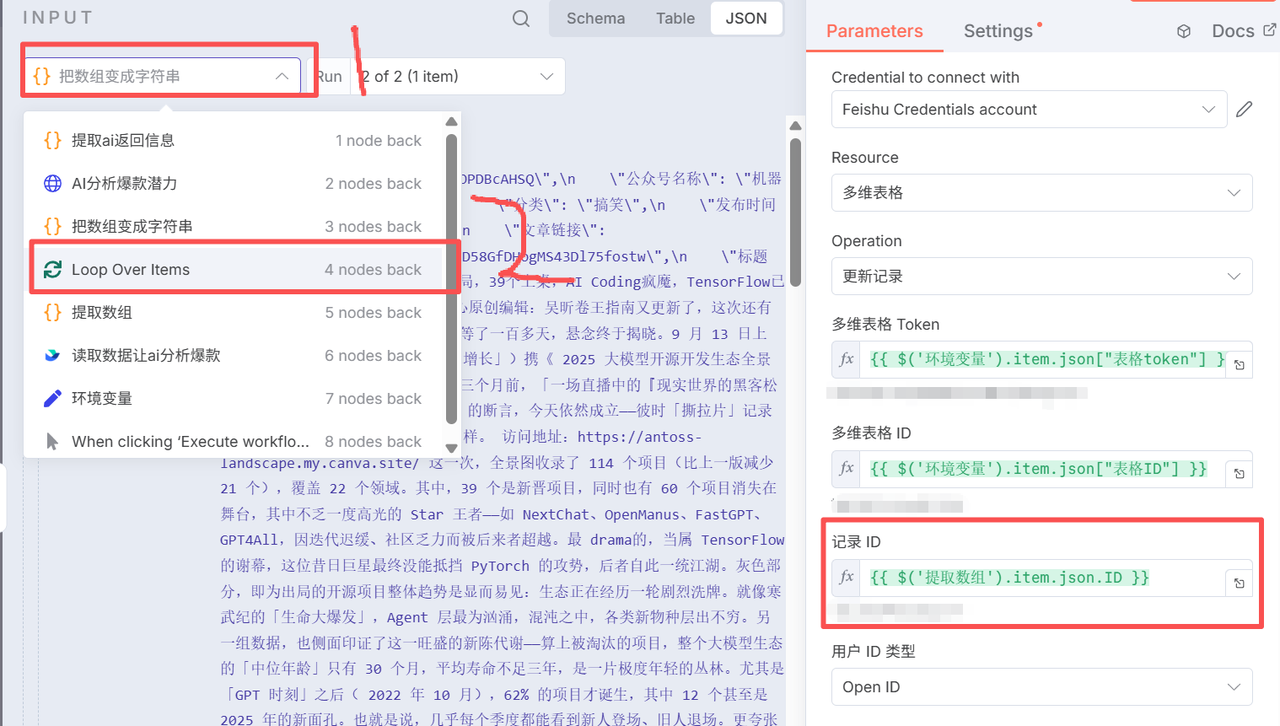 INPUT
Schema
Table
JSON
Parameters
Settings
Docs
{} 把数组变成字符串
Run
2 of 2 (1 item)
{} 提取ai返回信息 1 node back
AI分析爆款潜力 2 nodes back
{} 把数组变成字符串 3 nodes back
Loop Over Items 4 nodes back
{} 提取数组 5 nodes back
读取数据让ai分析爆款 6 nodes back
环境变量 7 nodes back
When clicking ‘Execute workflo... 8 nodes back
1
2
OPDBcAHSQ\",\n    \"公众号名称\": \"机器
\"分类\": \"搞笑\",\n    \"发布时间
n    \"文章链接\":
\",\n    \"标题
AI Coding疯魔，TensorFlow已
心原创编辑：吴昕卷王指南又更新了，这次还有
等了一百多天，悬念终于揭晓。9 月 13 日上
增长」）携《 2025 大模型开源开发生态全景
三个月前，「一场直播中的『现实世界的黑客松
的断言，今天依然成立——彼时「撕拉片」记录
样。 访问地址：https://antoss-
landscape.my.canva.site/ 这一次，全景图收录了 114 个项目（比上一版减少
21 个），覆盖 22 个领域。其中，39 个是新晋项目，同时也有 60 个项目消失在
舞台，其中不乏一度高光的 Star 王者——如 NextChat、OpenManus、FastGPT、
GPT4All，因迭代迟缓、社区乏力而被后来者超越。最 drama的，当属 TensorFlow
的谢幕，这位昔日巨星最终没能抵挡 PyTorch 的攻势，后者自此一统江湖。灰色部
分，即为出局的开源项目整体趋势是显而易见：生态正在经历一轮剧烈洗牌。就像寒
武纪的「生命大爆发」，Agent 层最为汹涌，混沌之中，各类新物种层出不穷。另
一组数据，也侧面印证了这一旺盛的新陈代谢——算上被淘汰的项目，整个大模型生态
的「中位年龄」只有 30 个月，平均寿命不足三年，是一片极度年轻的丛林。尤其是
「GPT 时刻」之后（ 2022 年 10 月），62% 的项目才诞生，其中 12 个甚至是
2025 年的新面孔。也就是说，几乎每个季度都能看到新人登场、旧人退场。更夸张
Credential to connect with
Feishu Credentials account
Resource
多维表格
Operation
更新记录
多维表格 Token
fx {{ $('环境变量').item.json["表格token"] }
多维表格 ID
fx {{ $('环境变量').item.json["表格ID"] }}
记录 ID
fx {{ $('提取数组').item.json.ID }}
用户 ID 类型
Open ID